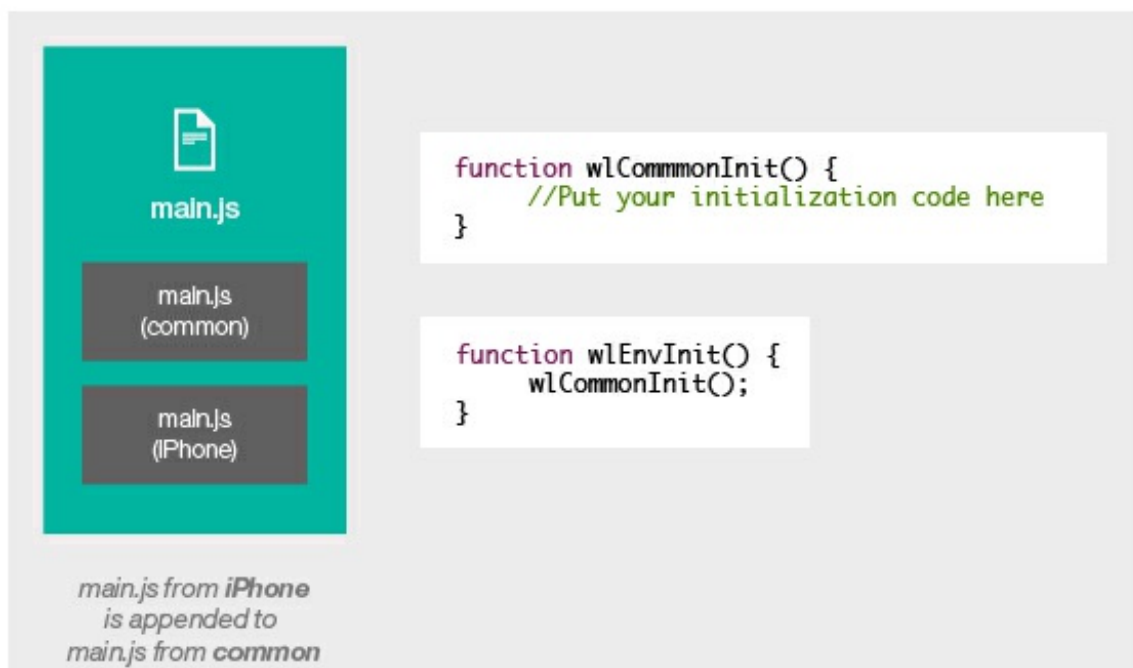 main.js
main.js
(common)
main.js
(iPhone)
main.js from iPhone
is appended to
main.js from common
function wlCommmonInit() {
//Put your initialization code here
}
function wlEnvInit() {
wlCommonInit();
}